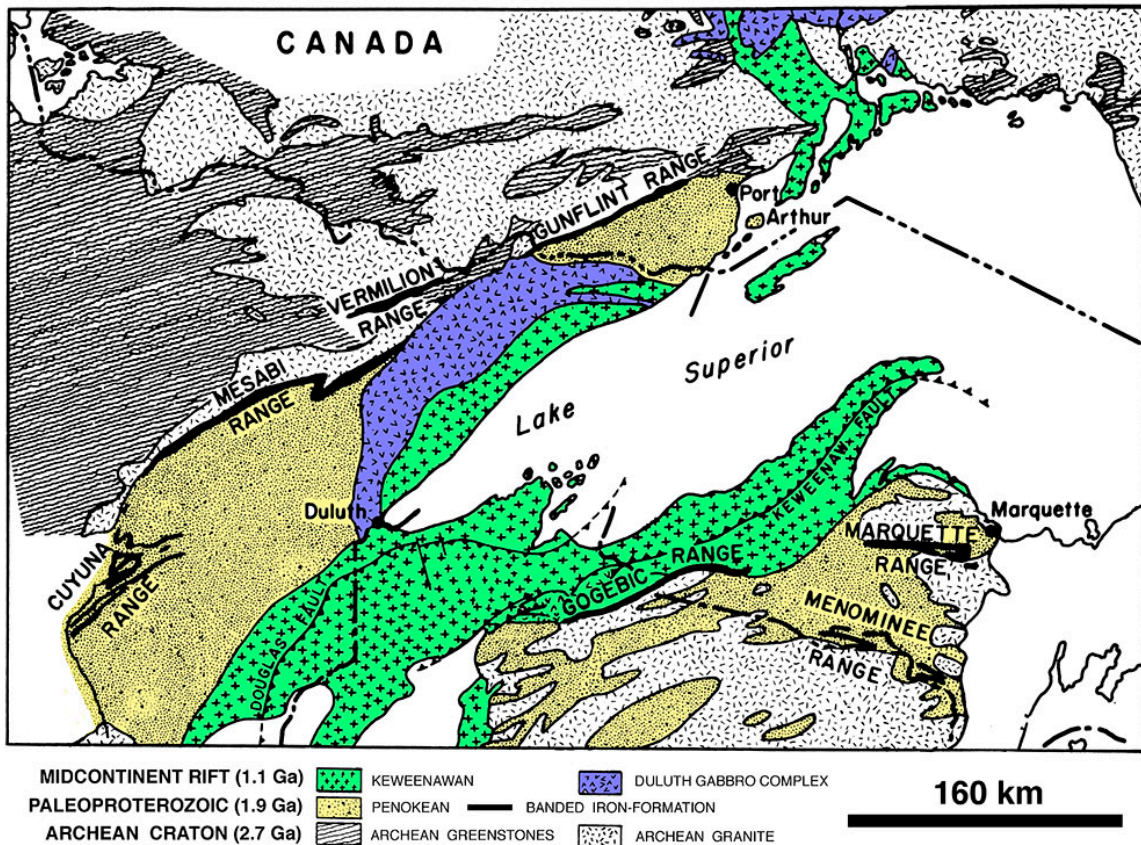 CANADA
GUNFLINT RANGE
Port
Arthur
VERMILION
RANGE
MESABI
RANGE
Superior
Lake
KEWEENAW FAULT
Duluth
Marquette
MARQUETTE
RANGE
GOGEBIC RANGE
CUYUNA
RANGE
MENOMINEE
RANGE
DOUGLAS FAULT
MIDCONTINENT RIFT (1.1 Ga) KEWEENAWAN DULUTH GABBRO COMPLEX
PALEOPROTEROZOIC (1.9 Ga) PENOKEAN BANDED IRON-FORMATION
ARCHEAN CRATON (2.7 Ga) ARCHEAN GREENSTONES ARCHEAN GRANITE
160 km